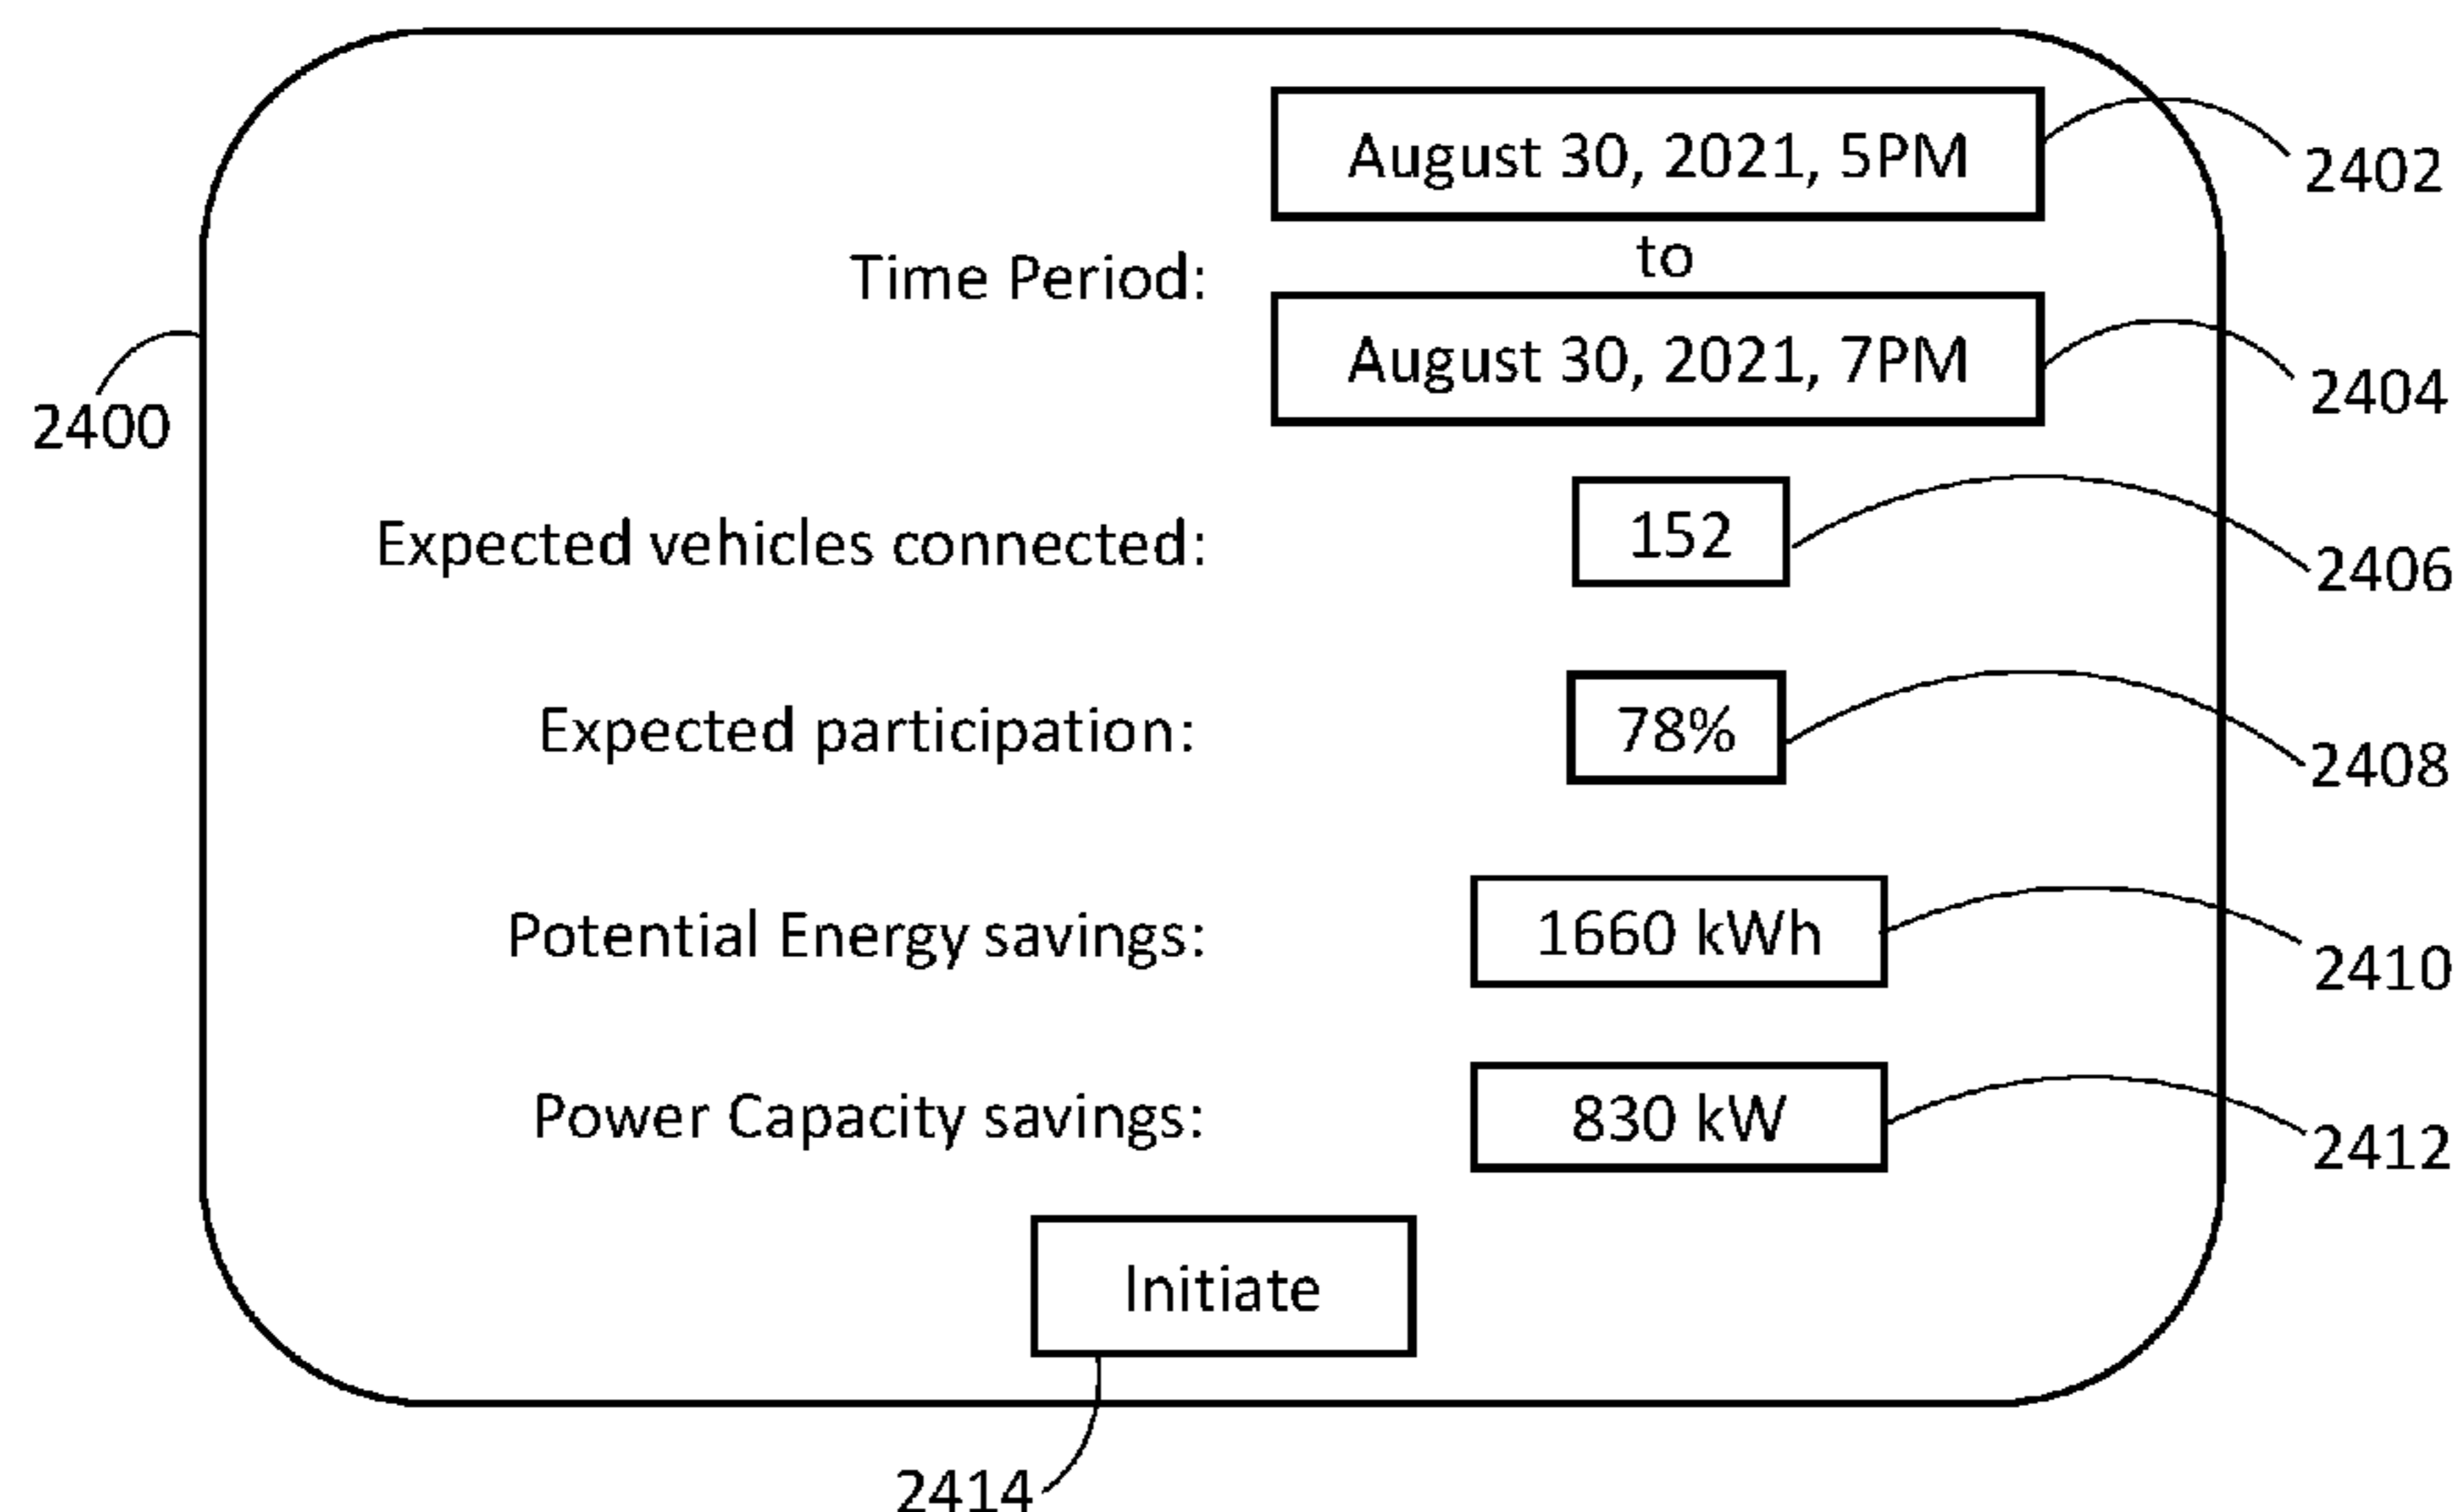 August 30, 2021, 5PM
2402
Time Period:
to
August 30, 2021, 7PM
2404
2400
Expected vehicles connected:
152
2406
Expected participation:
78%
2408
Potential Energy savings:
1660 kWh
2410
Power Capacity savings:
830 kW
2412
Initiate
2414